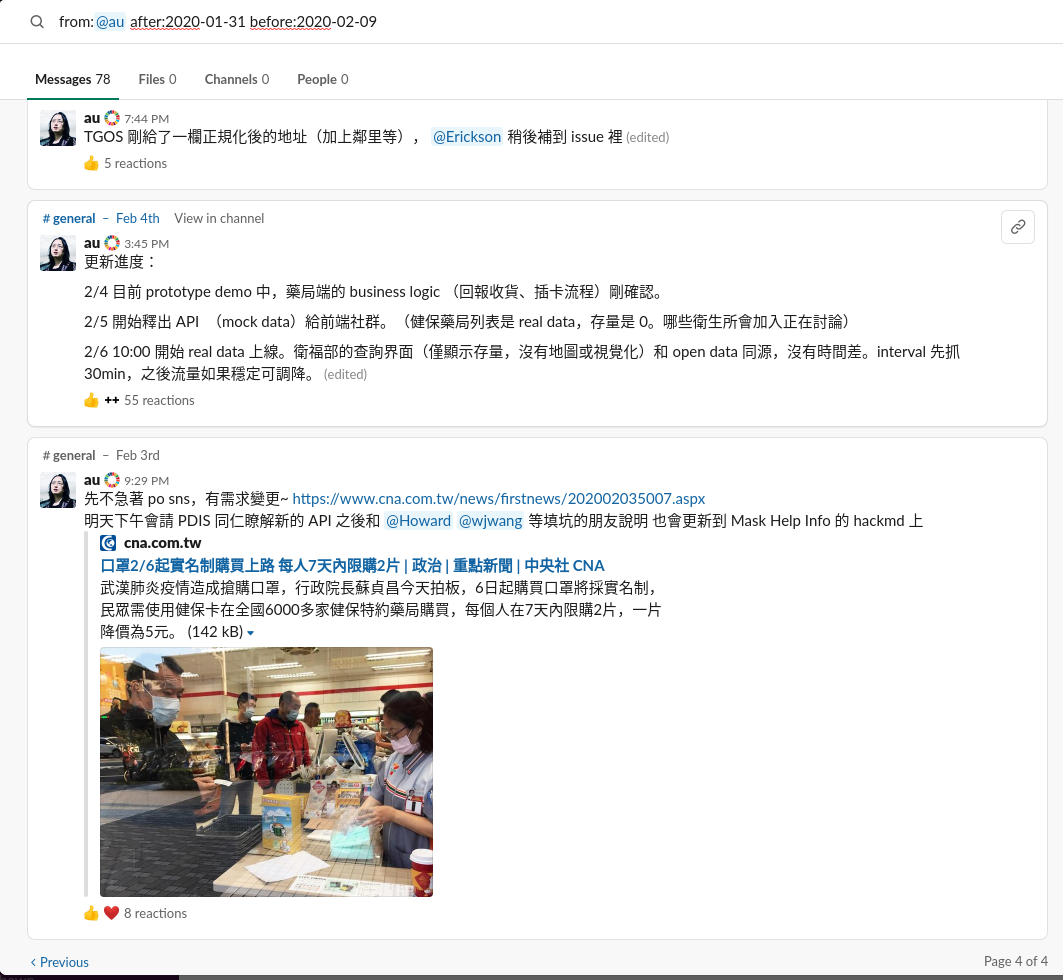 from:@au after:2020-01-31 before:2020-02-09
Messages 78 Files 0 Channels 0 People 0
au 7:44 PM
TGOS 剛給了一欄正規化後的地址（加上鄰里等）， @Erickson 稍後補到 issue 裡 (edited)
5 reactions
# general – Feb 4th View in channel
au 3:45 PM
更新進度：
2/4 目前 prototype demo 中，藥局端的 business logic （回報收貨、插卡流程）剛確認。
2/5 開始釋出 API （mock data）給前端社群。（健保藥局列表是 real data，存量是 0。哪些衛生所會加入正在討論）
2/6 10:00 開始 real data 上線。衛福部的查詢界面（僅顯示存量，沒有地圖或視覺化）和 open data 同源，沒有時間差。interval 先抓
30min，之後流量如果穩定可調降。 (edited)
++ 55 reactions
# general – Feb 3rd
au 9:29 PM
先不急著 po sns，有需求變更~ https://www.cna.com.tw/news/firstnews/202002035007.aspx
明天下午會請 PDIS 同仁瞭解新的 API 之後和 @Howard @wjwang 等填坑的朋友說明 也會更新到 Mask Help Info 的 hackmd 上
cna.com.tw
口罩2/6起實名制購買上路 每人7天內限購2片 | 政治 | 重點新聞 | 中央社 CNA
武漢肺炎疫情造成搶購口罩，行政院長蘇貞昌今天拍板，6日起購買口罩將採實名制，
民眾需使用健保卡在全國6000多家健保特約藥局購買，每個人在7天內限購2片，一片
降價為5元。 (142 kB)
8 reactions
‹ Previous Page 4 of 4